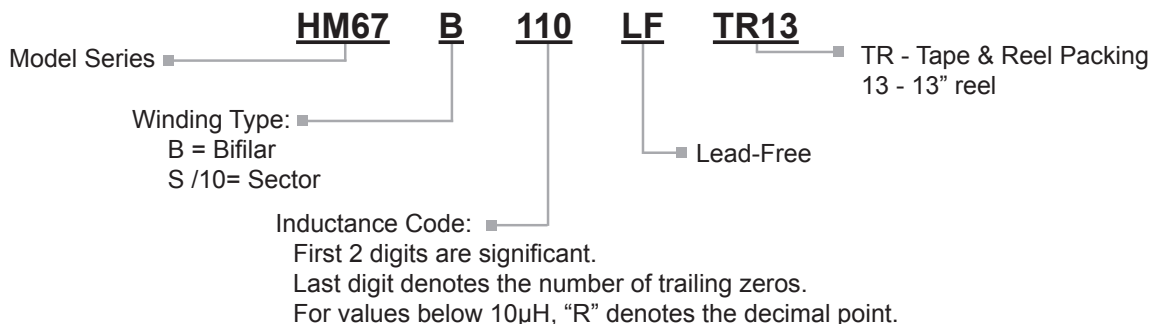 HM67 B 110 LF TR13
Model Series
TR - Tape & Reel Packing
13 - 13” reel
Winding Type:
B = Bifilar
S /10= Sector
Lead-Free
Inductance Code:
First 2 digits are significant.
Last digit denotes the number of trailing zeros.
For values below 10µH, “R” denotes the decimal point.